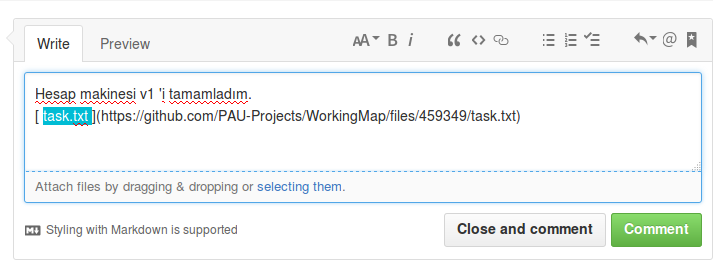 Write Preview AA B i @
Hesap makinesi v1 'i tamamladım.
[ task.txt ](https://github.com/PAU-Projects/WorkingMap/files/459349/task.txt)
Attach files by dragging & dropping or selecting them.
Styling with Markdown is supported Close and comment Comment